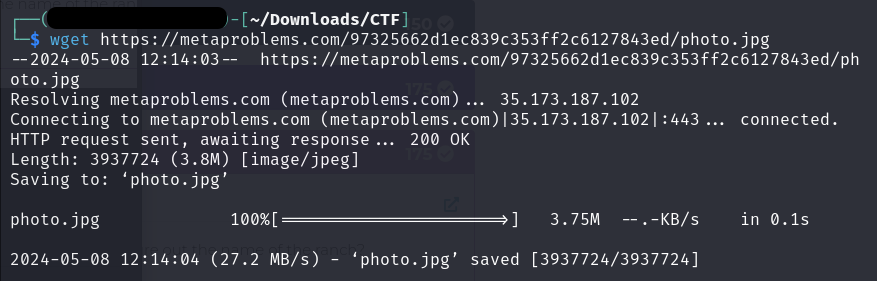 -[~/Downloads/CTF]
$ wget https://metaproblems.com/97325662d1ec839c353ff2c6127843ed/photo.jpg
--2024-05-08 12:14:03-- https://metaproblems.com/97325662d1ec839c353ff2c6127843ed/ph
oto.jpg
Resolving metaproblems.com (metaproblems.com)... 35.173.187.102
Connecting to metaproblems.com (metaproblems.com)|35.173.187.102|:443... connected.
HTTP request sent, awaiting response... 200 OK
Length: 3937724 (3.8M) [image/jpeg]
Saving to: ‘photo.jpg’
photo.jpg 100%[===================>] 3.75M --.-KB/s in 0.1s
2024-05-08 12:14:04 (27.2 MB/s) - ‘photo.jpg’ saved [3937724/3937724]